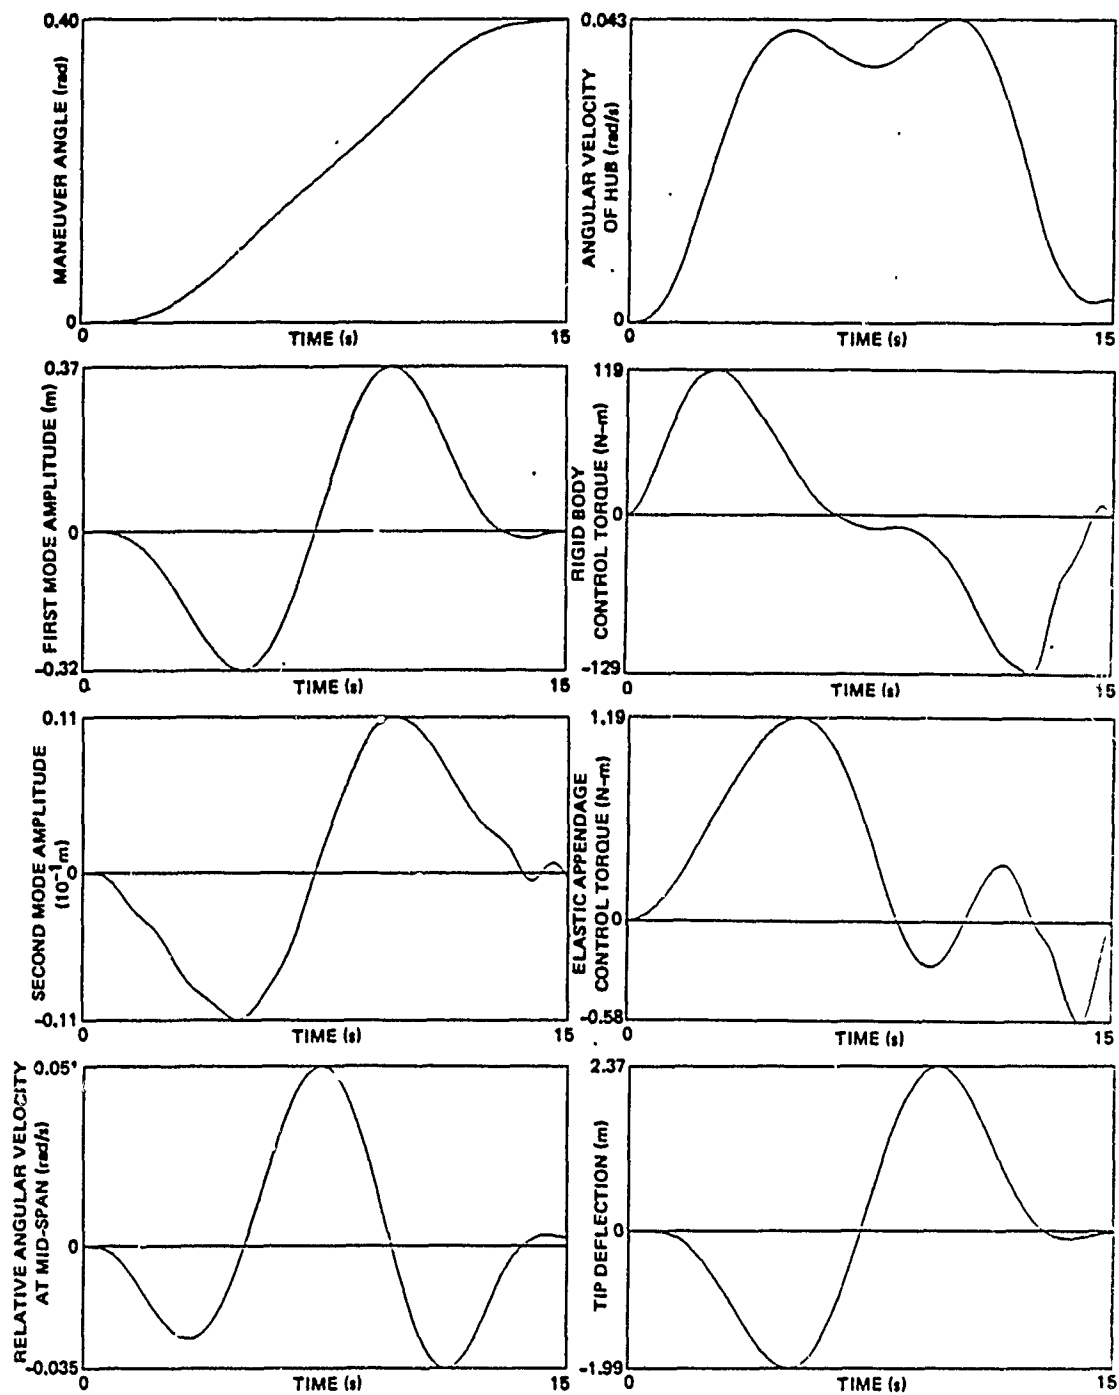 MANEUVER ANGLE (rad)
0.40
0
0
TIME (s)
15
ANGULAR VELOCITY
OF HUB (rad/s)
0.043
0
0
TIME (s)
15
FIRST MODE AMPLITUDE (m)
0.37
0
-0.32
0
TIME (s)
15
RIGID BODY
CONTROL TORQUE (N-m)
119
0
-129
0
TIME (s)
15
SECOND MODE AMPLITUDE
(10⁻¹m)
0.11
0
-0.11
0
TIME (s)
15
ELASTIC APPENDAGE
CONTROL TORQUE (N-m)
1.19
0
-0.58
0
TIME (s)
15
RELATIVE ANGULAR VELOCITY
AT MID-SPAN (rad/s)
0.051
0
-0.035
0
TIME (s)
15
TIP DEFLECTION (m)
2.37
0
-1.99
0
TIME (s)
15